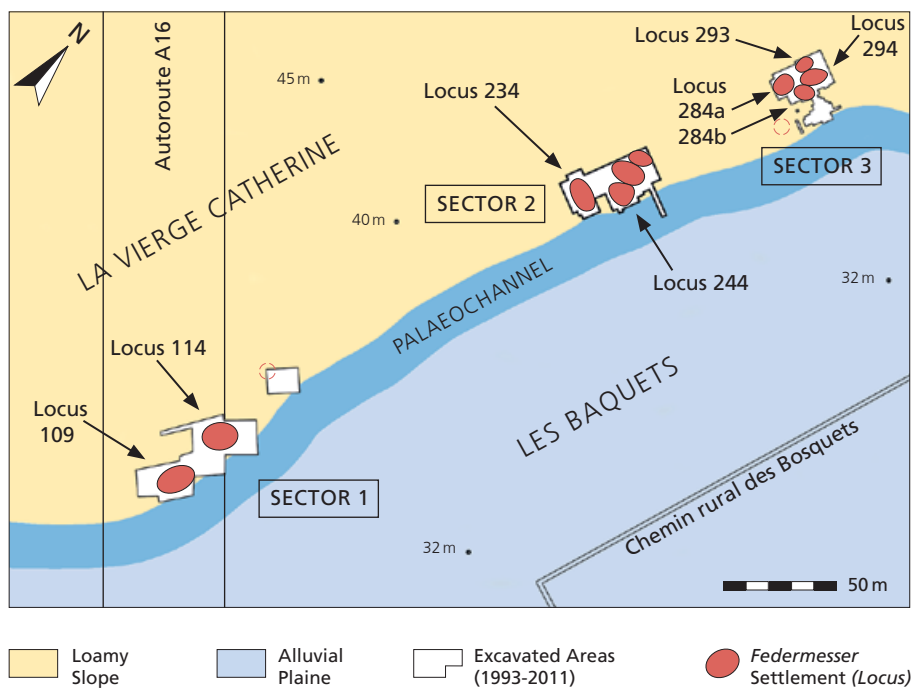 N
Autoroute A16
45 m
Locus 234
Locus 293
Locus
294
Locus
284a
284b
SECTOR 3
LA VIERGE CATHERINE
SECTOR 2
40 m
Locus 244
32 m
PALAEOCHANNEL
Locus 114
LES BAQUETS
Locus
109
SECTOR 1
Chemin rural des Bosquets
32 m
50 m
Loamy
Slope
Alluvial
Plaine
Excavated Areas
(1993-2011)
Federmesser
Settlement (Locus)